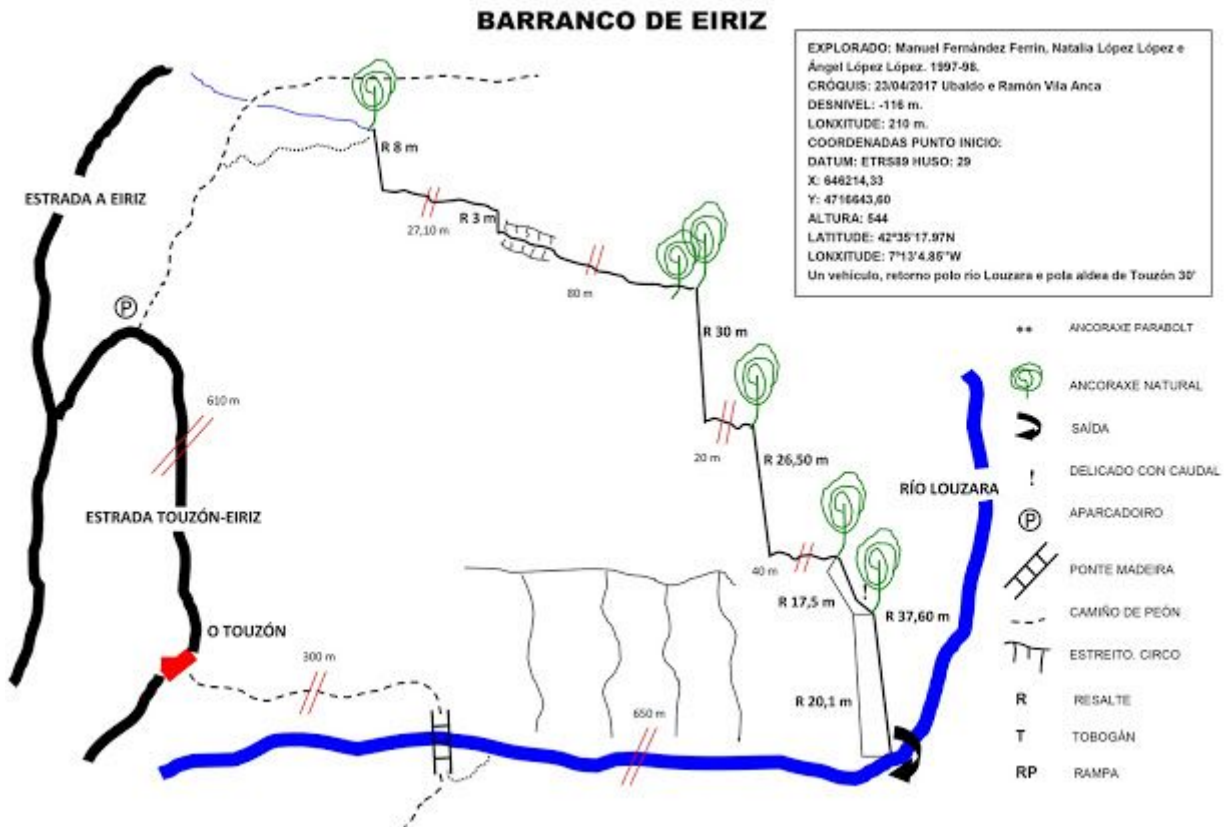 BARRANCO DE EIRIZ
EXPLORADO: Manuel Fernández Ferrin, Natalia López López e
Ángel López López. 1997-98.
CRÓQUIS: 23/04/2017 Ubaldo e Ramón Vila Anca
DESNIVEL: -116 m.
LONXITUDE: 210 m.
COORDENADAS PUNTO INICIO:
DATUM: ETRS89 HUSO: 29
X: 646214,33
Y: 4716643,60
ALTURA: 544
LATITUDE: 42º35'17.97N
LONXITUDE: 7º13'4.85"W
Un vehículo, retorno polo río Louzara e pola aldea de Touzón 30'
R 8 m
ESTRADA A EIRIZ
R 3 m
27,10 m
80 m
P
R 30 m
610 m
20 m
R 26,50 m
RÍO LOUZARA
ESTRADA TOUZÓN-EIRIZ
40 m
R 17,5 m
!
R 37,60 m
O TOUZÓN
300 m
R 20,1 m
650 m
ANCORAXE PARABOLT
ANCORAXE NATURAL
SAÍDA
! DELICADO CON CAUDAL
P APARCADOIRO
PONTE MADEIRA
CAMIÑO DE PEÓN
ESTREITO. CIRCO
R RESALTE
T TOBOGÁN
RP RAMPA